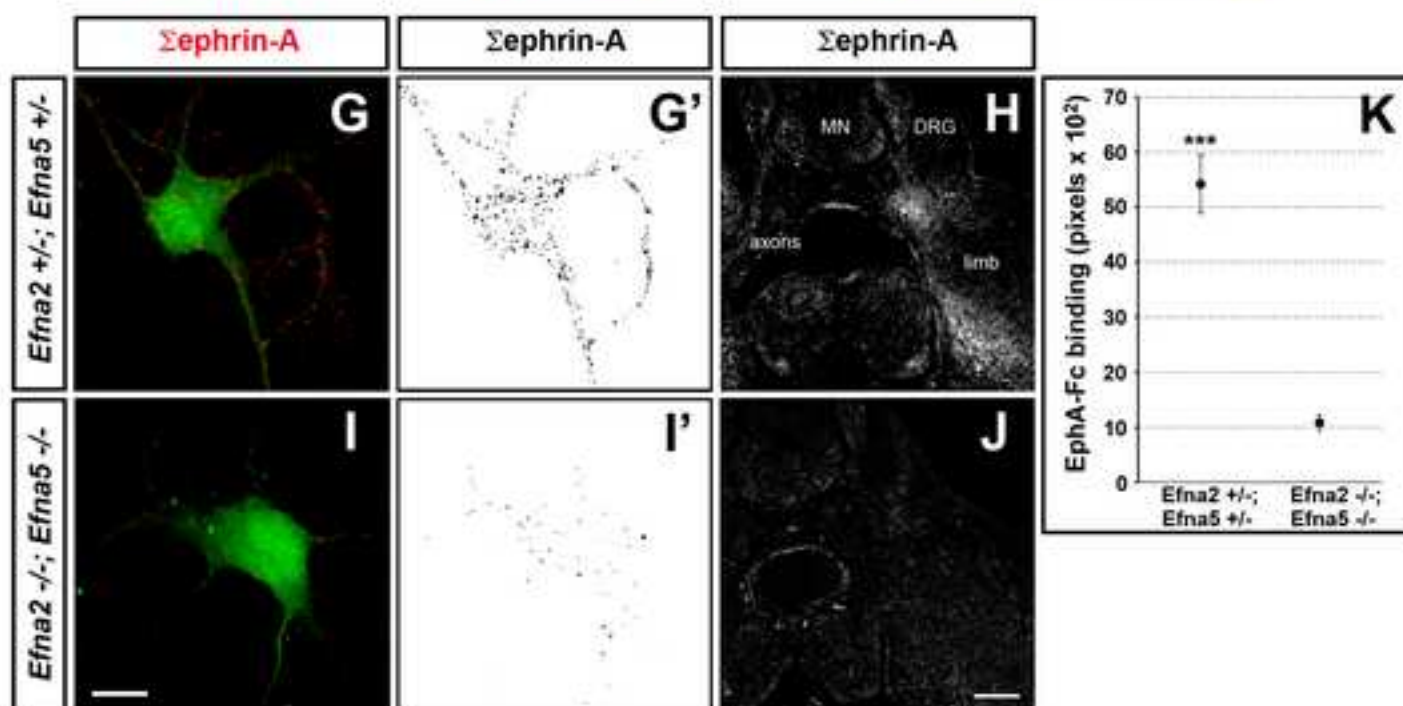 Σephrin-A
Σephrin-A
Σephrin-A
Efna2 +/-; Efna5 +/-
G
G’
H
MN
DRG
axons
limb
Efna2 -/-; Efna5 -/-
I
I’
J
K
EphA-Fc binding (pixels x 10²)
70
60
50
40
30
20
10
0
***
Efna2 +/-;
Efna5 +/-
Efna2 -/-;
Efna5 -/-